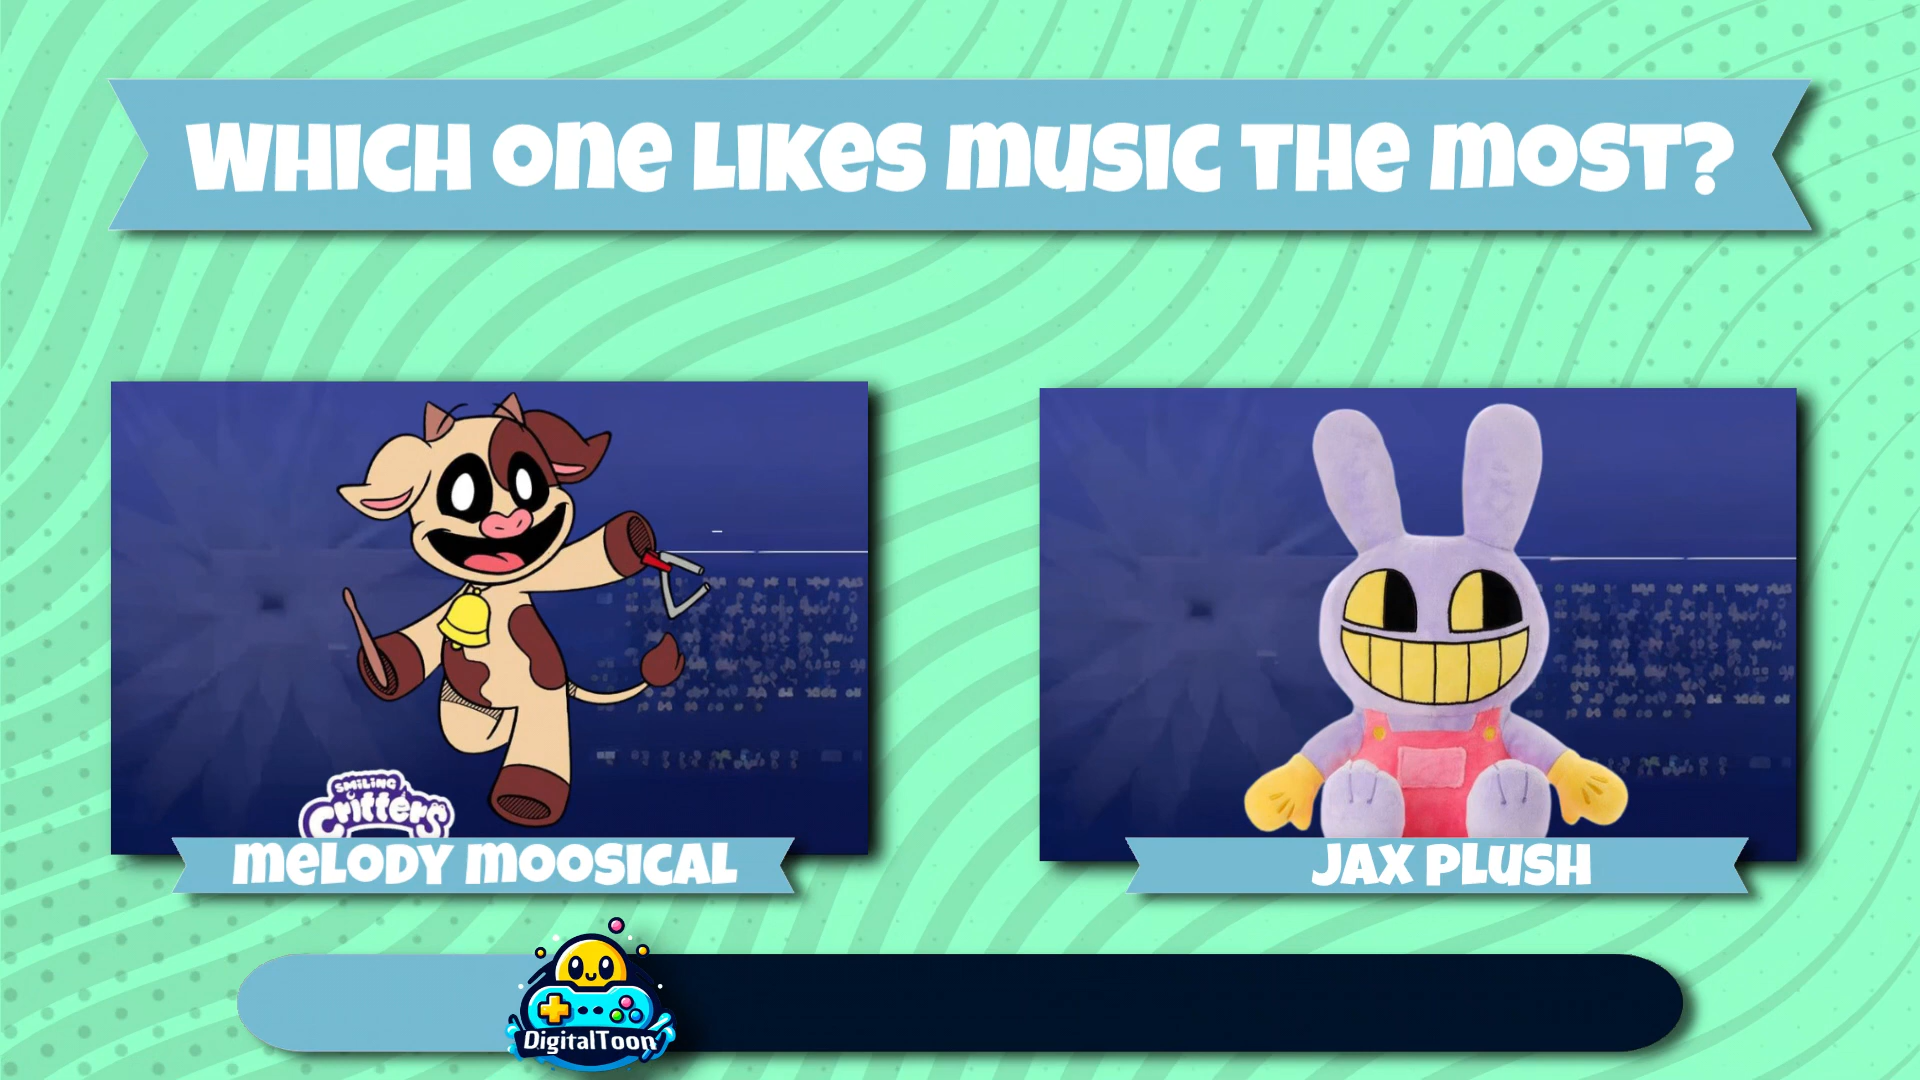 WHICH ONE LIKES MUSIC THE MOST?
SMILING
Critters
MELODY MOOSICAL
JAX PLUSH
DigitalToon